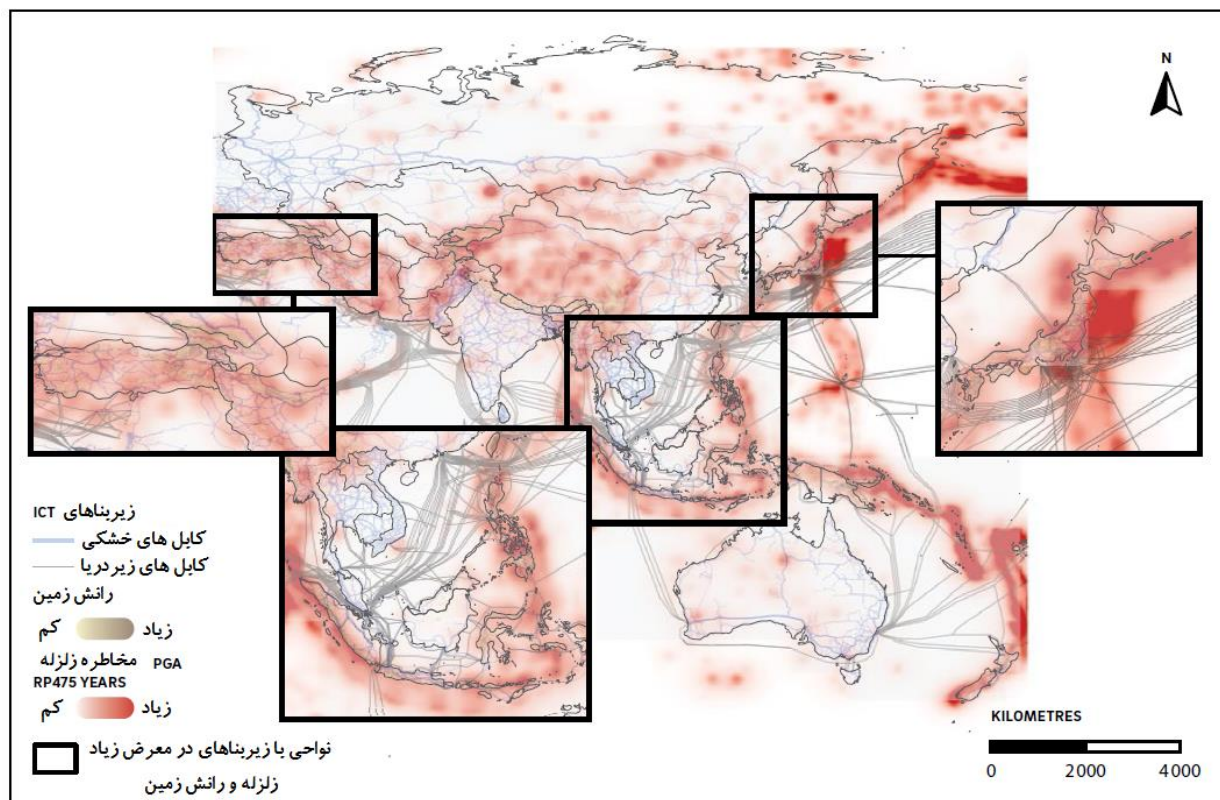 N
زیربناهای ICT
کابل های خشکی
کابل های زیر دریا
رانش زمین
زیاد کم
مخاطره زلزله PGA
RP475 YEARS
زیاد کم
نواحی با زیربناهای در معرض زیاد
زلزله و رانش زمین
KILOMETRES
0 2000 4000